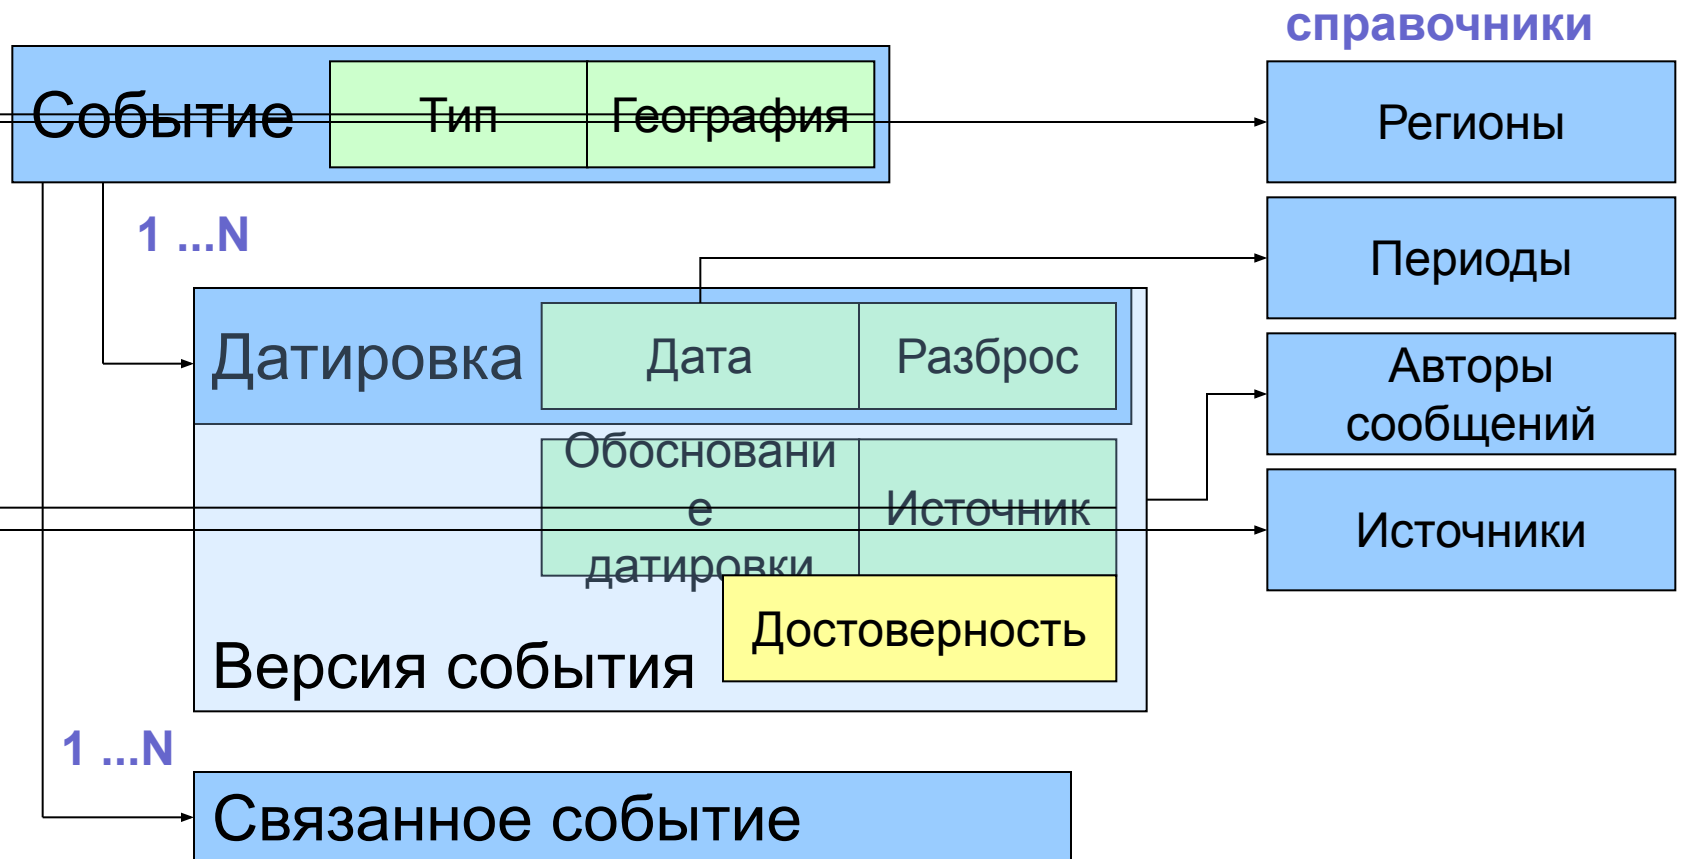 справочники
Событие
Тип
География
Регионы
1 ...N
Периоды
Датировка
Дата
Разброс
Авторы
сообщений
Обосновани
е
датировки
Источник
Источники
Достоверность
Версия события
1 ...N
Связанное событие